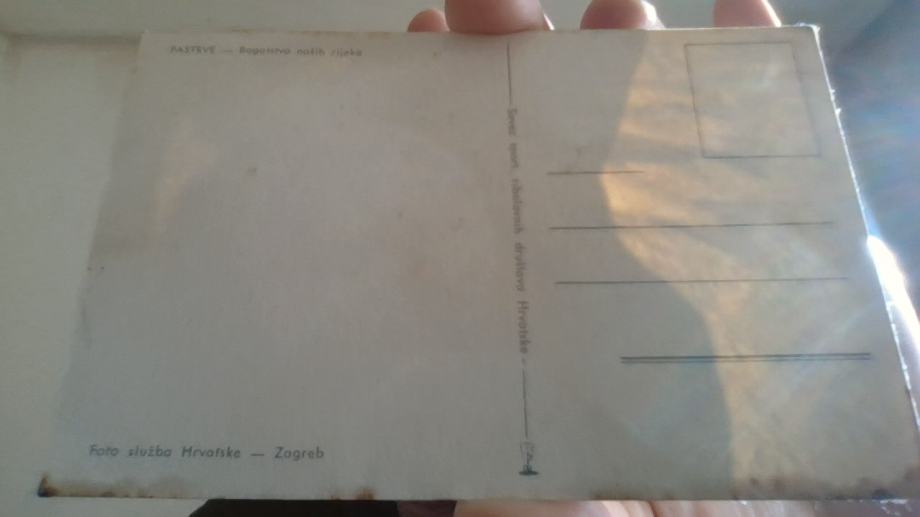 PASTRVE — Bogatstvo naših rijeka
Savez sport. ribolovnih društava Hrvatske -
Foto služba Hrvatske — Zagreb